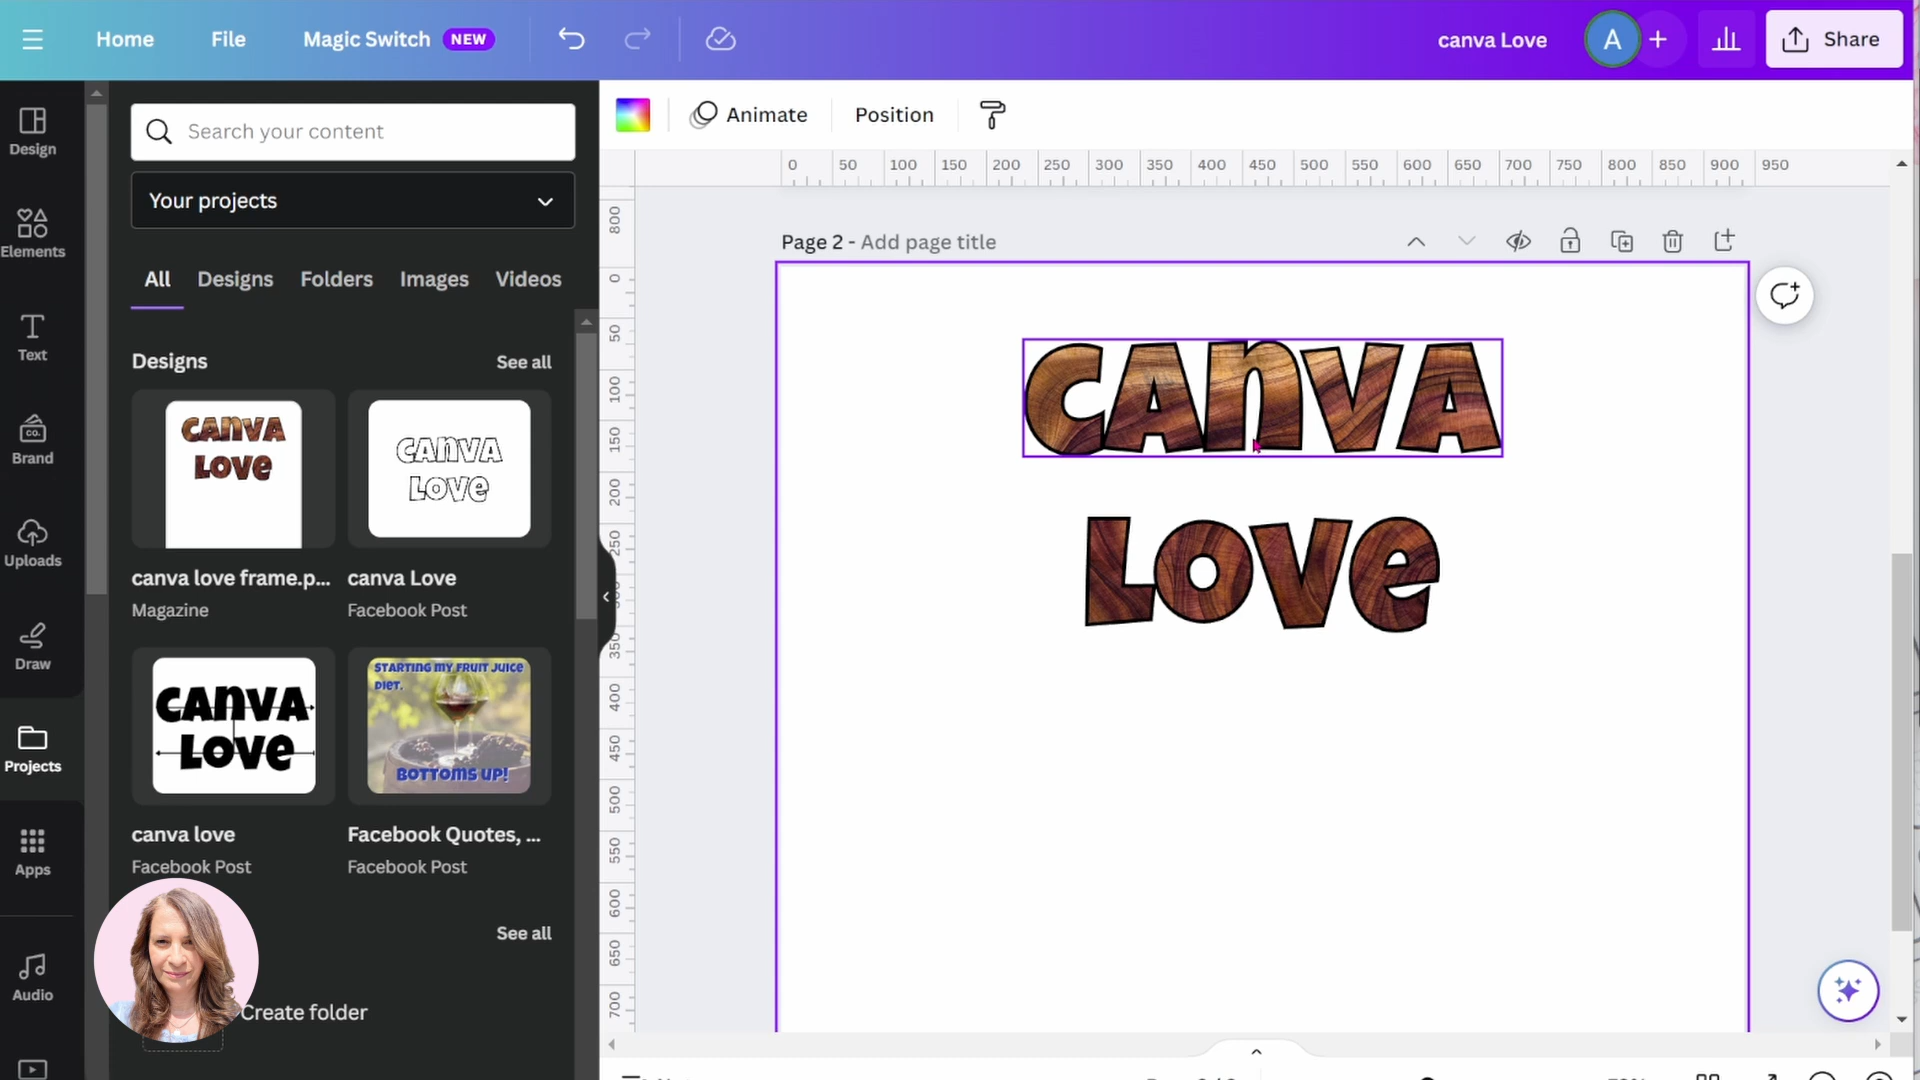 Home File Magic Switch NEW canva Love A + Share
Design
Elements
Text
Brand
co.
Uploads
Draw
Projects
Apps
Audio
Search your content
Your projects
All Designs Folders Images Videos
Designs See all
CANVA
LOVE
CANVA
LOVE
canva love frame.p... canva Love
Magazine Facebook Post
CANVA
LOVE
STARTING MY FRUIT JUICE
DIET.
BOTTOMS UP!
canva love Facebook Quotes, ...
Facebook Post Facebook Post
See all
Create folder
Animate Position
0 50 100 150 200 250 300 350 400 450 500 550 600 650 700 750 800 850 900 950
800
0
50
100
150
200
250
350
400
450
500
550
600
650
700
Page 2 - Add page title
CANVA
LOVE